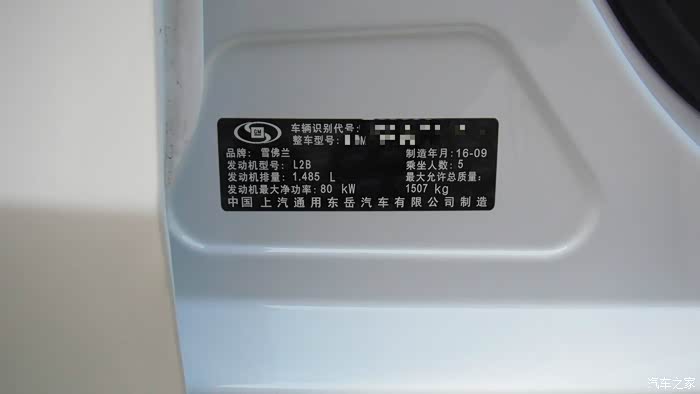 GM
车辆识别代号:
整车型号:
品牌: 雪佛兰 制造年月:16-09
发动机型号: L2B 乘坐人数: 5
发动机排量: 1.485 L 最大允许总质量:
发动机最大净功率: 80 kW 1507 kg
中国上汽通用东岳汽车有限公司制造
汽车之家